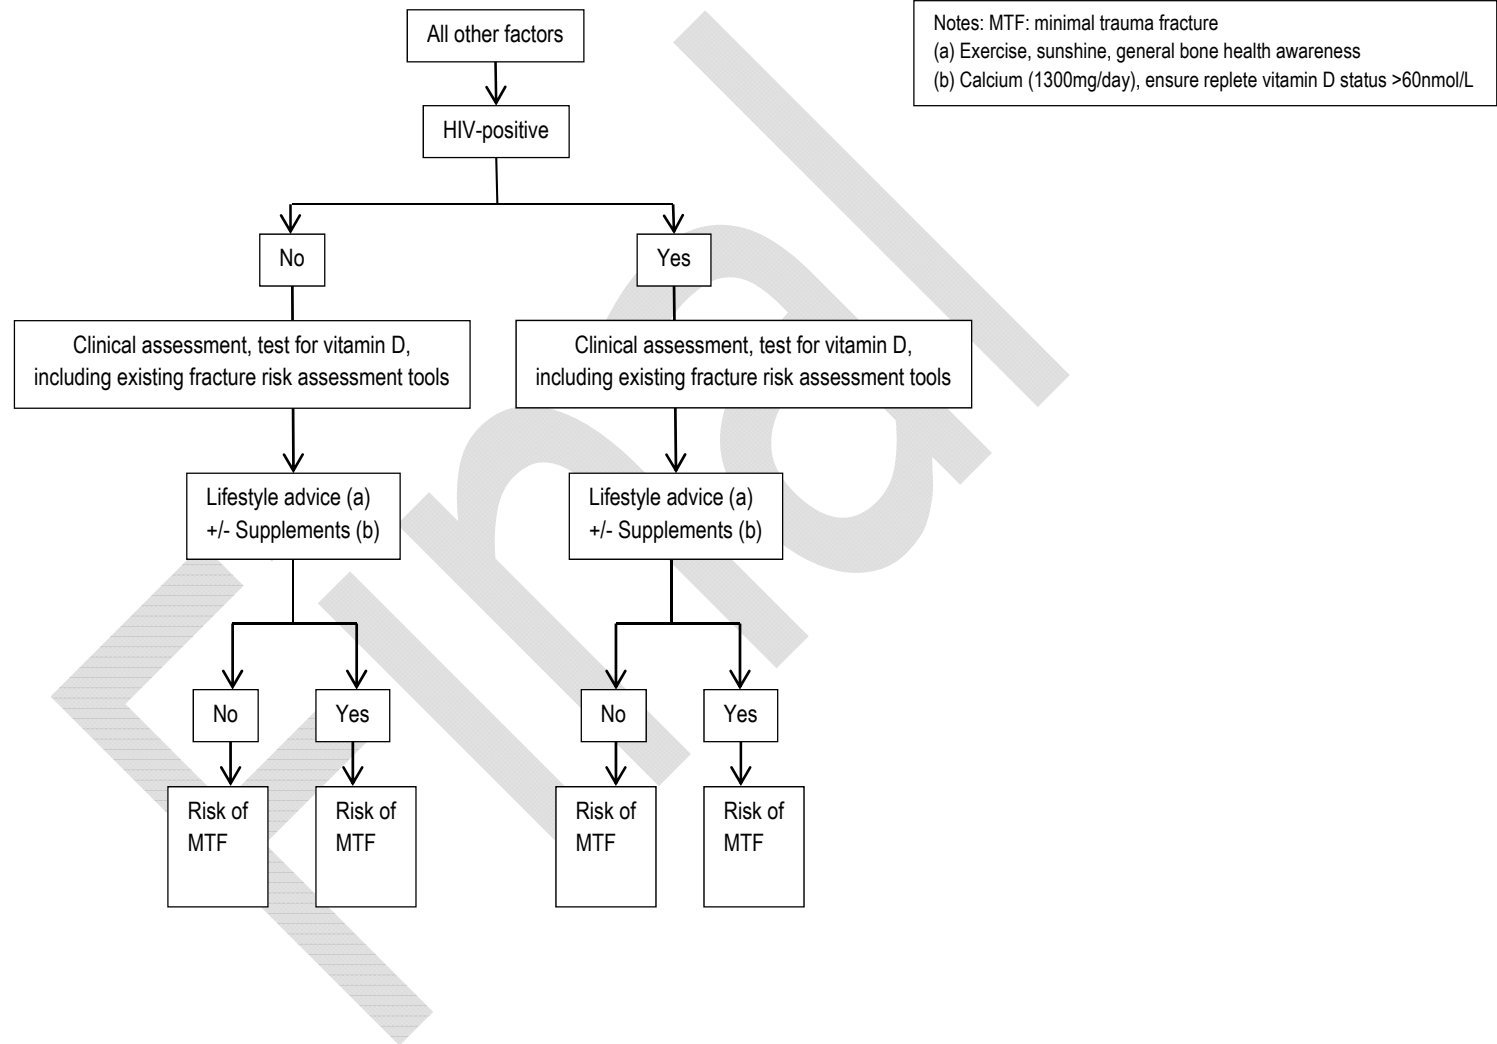 All other factors
Notes: MTF: minimal trauma fracture
(a) Exercise, sunshine, general bone health awareness
(b) Calcium (1300mg/day), ensure replete vitamin D status >60nmol/L
HIV-positive
No
Yes
Clinical assessment, test for vitamin D,
including existing fracture risk assessment tools
Clinical assessment, test for vitamin D,
including existing fracture risk assessment tools
Lifestyle advice (a)
+/- Supplements (b)
Lifestyle advice (a)
+/- Supplements (b)
No
Yes
No
Yes
Risk of
MTF
Risk of
MTF
Risk of
MTF
Risk of
MTF
Final